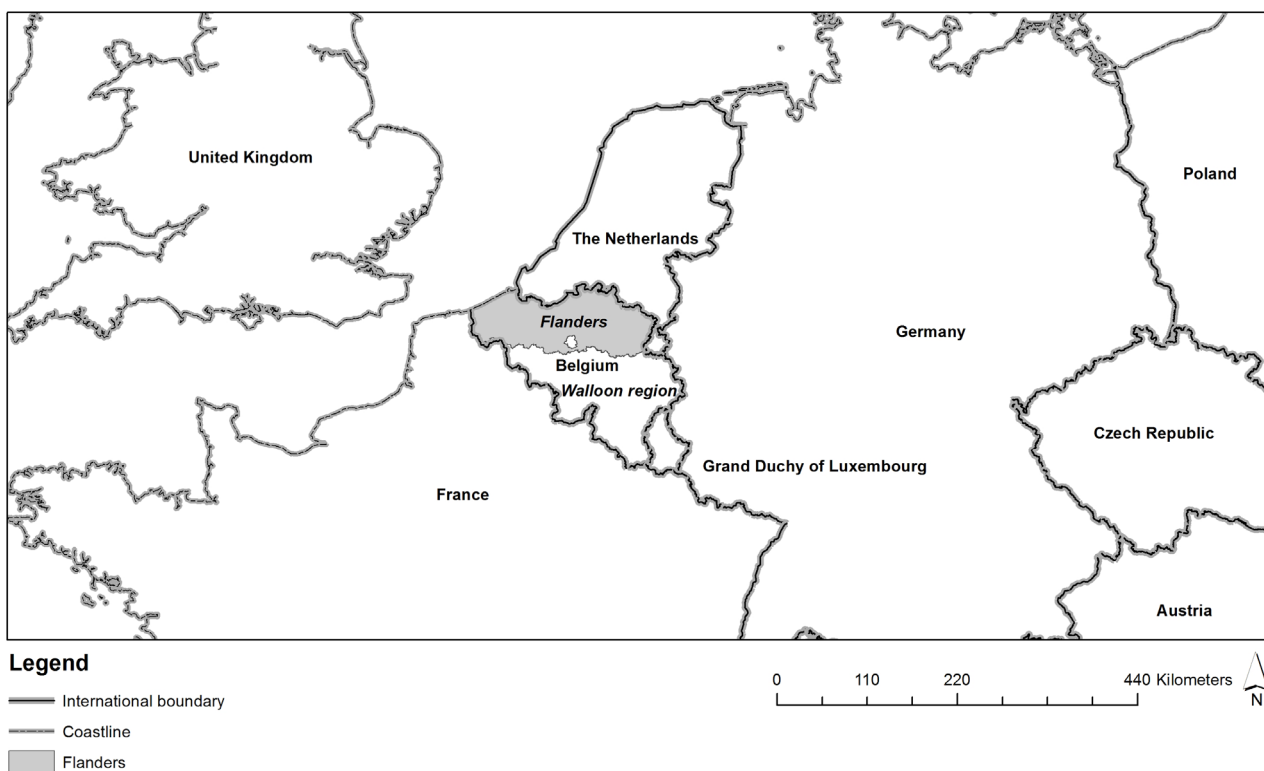 United Kingdom
Poland
The Netherlands
Flanders
Germany
Belgium
Walloon region
Czech Republic
Grand Duchy of Luxembourg
France
Austria
Legend
International boundary
Coastline
Flanders
0 110 220 440 Kilometers
N